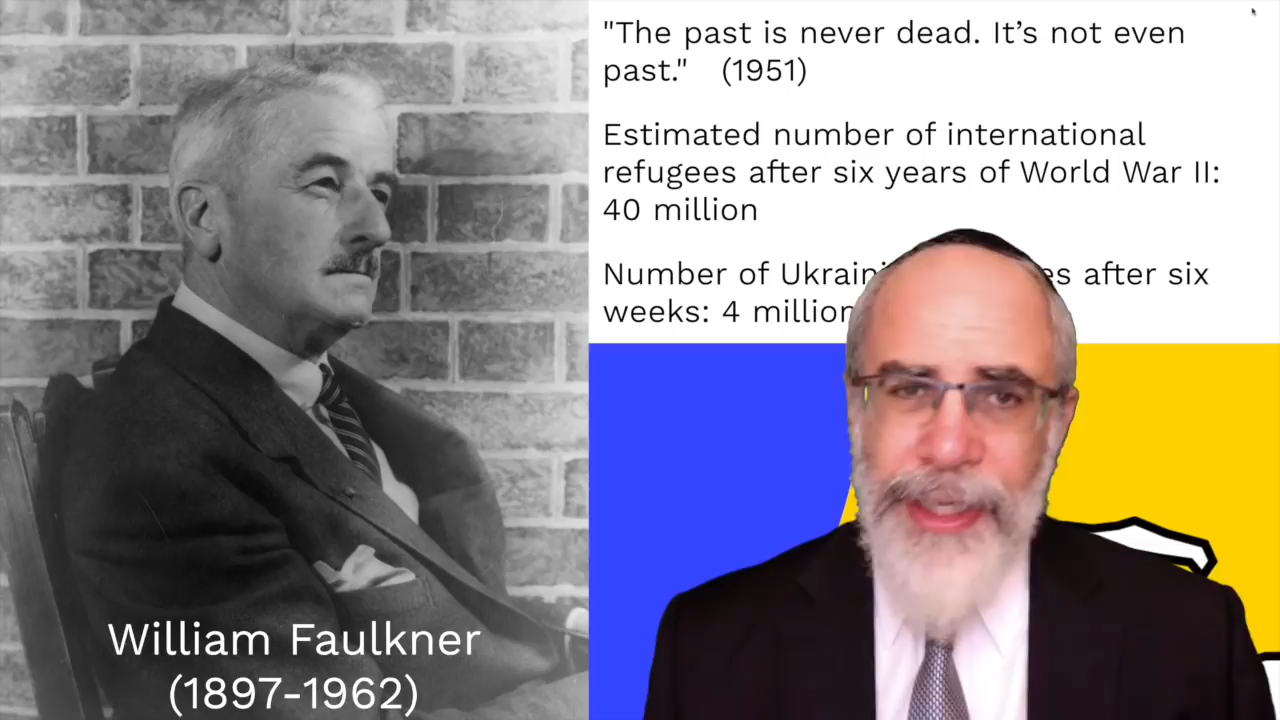 "The past is never dead. It’s not even
past." (1951)
Estimated number of international
refugees after six years of World War II:
40 million
Number of after six
weeks: 4 million
William Faulkner
(1897-1962)